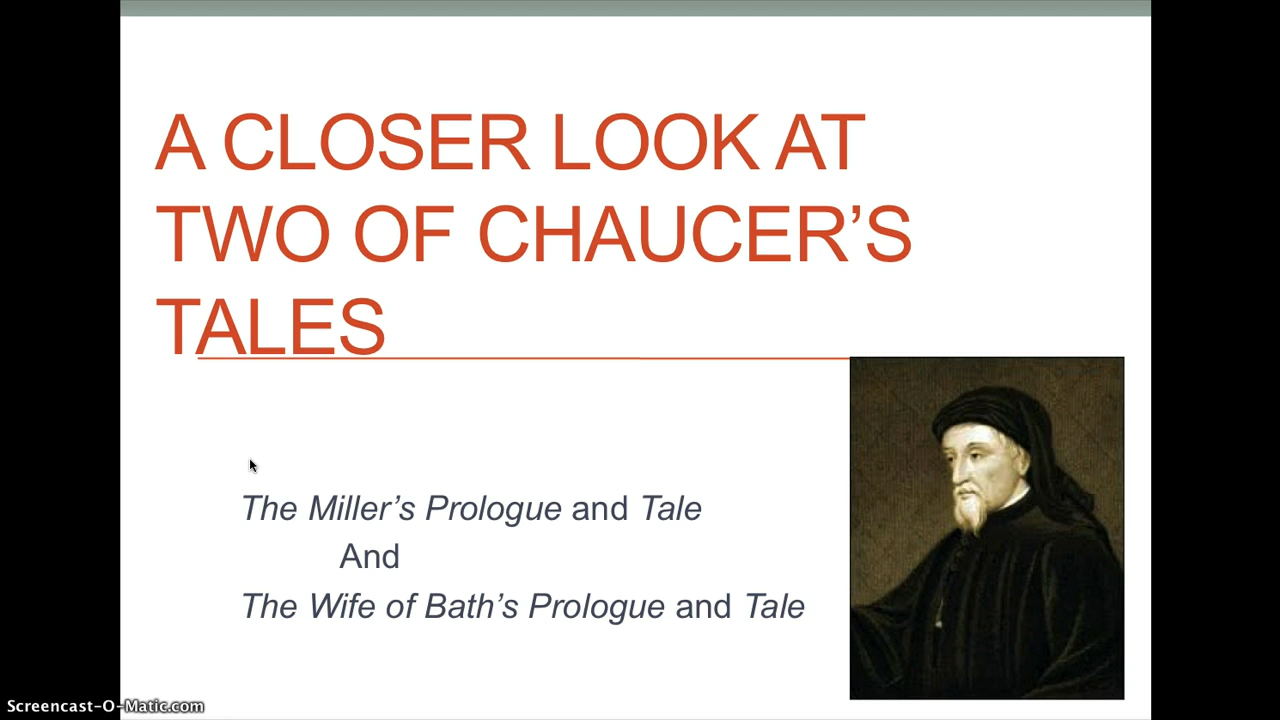 A CLOSER LOOK AT
TWO OF CHAUCER’S
TALES
The Miller’s Prologue and Tale
And
The Wife of Bath’s Prologue and Tale
Screencast-O-Matic.com